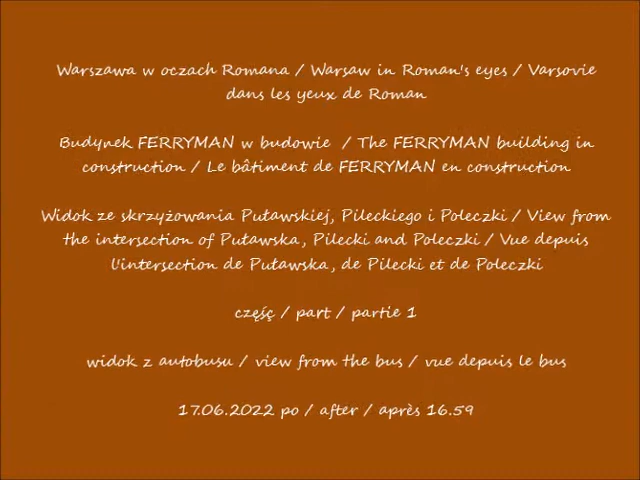 Warszawa w oczach Romana / Warsaw in Roman's eyes / Varsovie
dans les yeux de Roman
Budynek FERRYMAN w budowie / The FERRYMAN building in
construction / Le bâtiment de FERRYMAN en construction
Widok ze skrzyżowania Puławskiej, Pileckiego i Poleczki / View from
the intersection of Puławska, Pilecki and Poleczki / Vue depuis
l'intersection de Puławska, de Pilecki et de Poleczki
częśç / part / partie 1
widok z autobusu / view from the bus / vue depuis le bus
17.06.2022 po / after / après 16.59